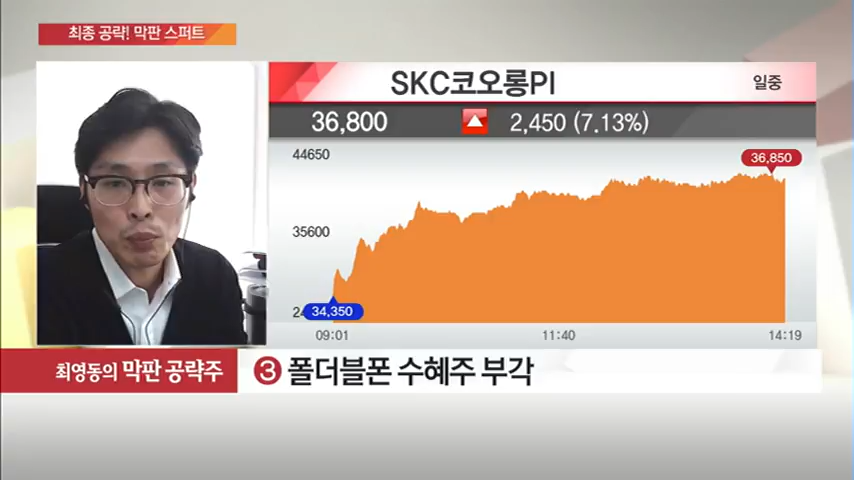 최종 공략! 막판 스퍼트
SKC코오롱PI
일중
36,800 2,450 (7.13%)
44650
36,850
35600
34,350
09:01 11:40 14:19
최영동의 막판 공략주
③ 폴더블폰 수혜주 부각